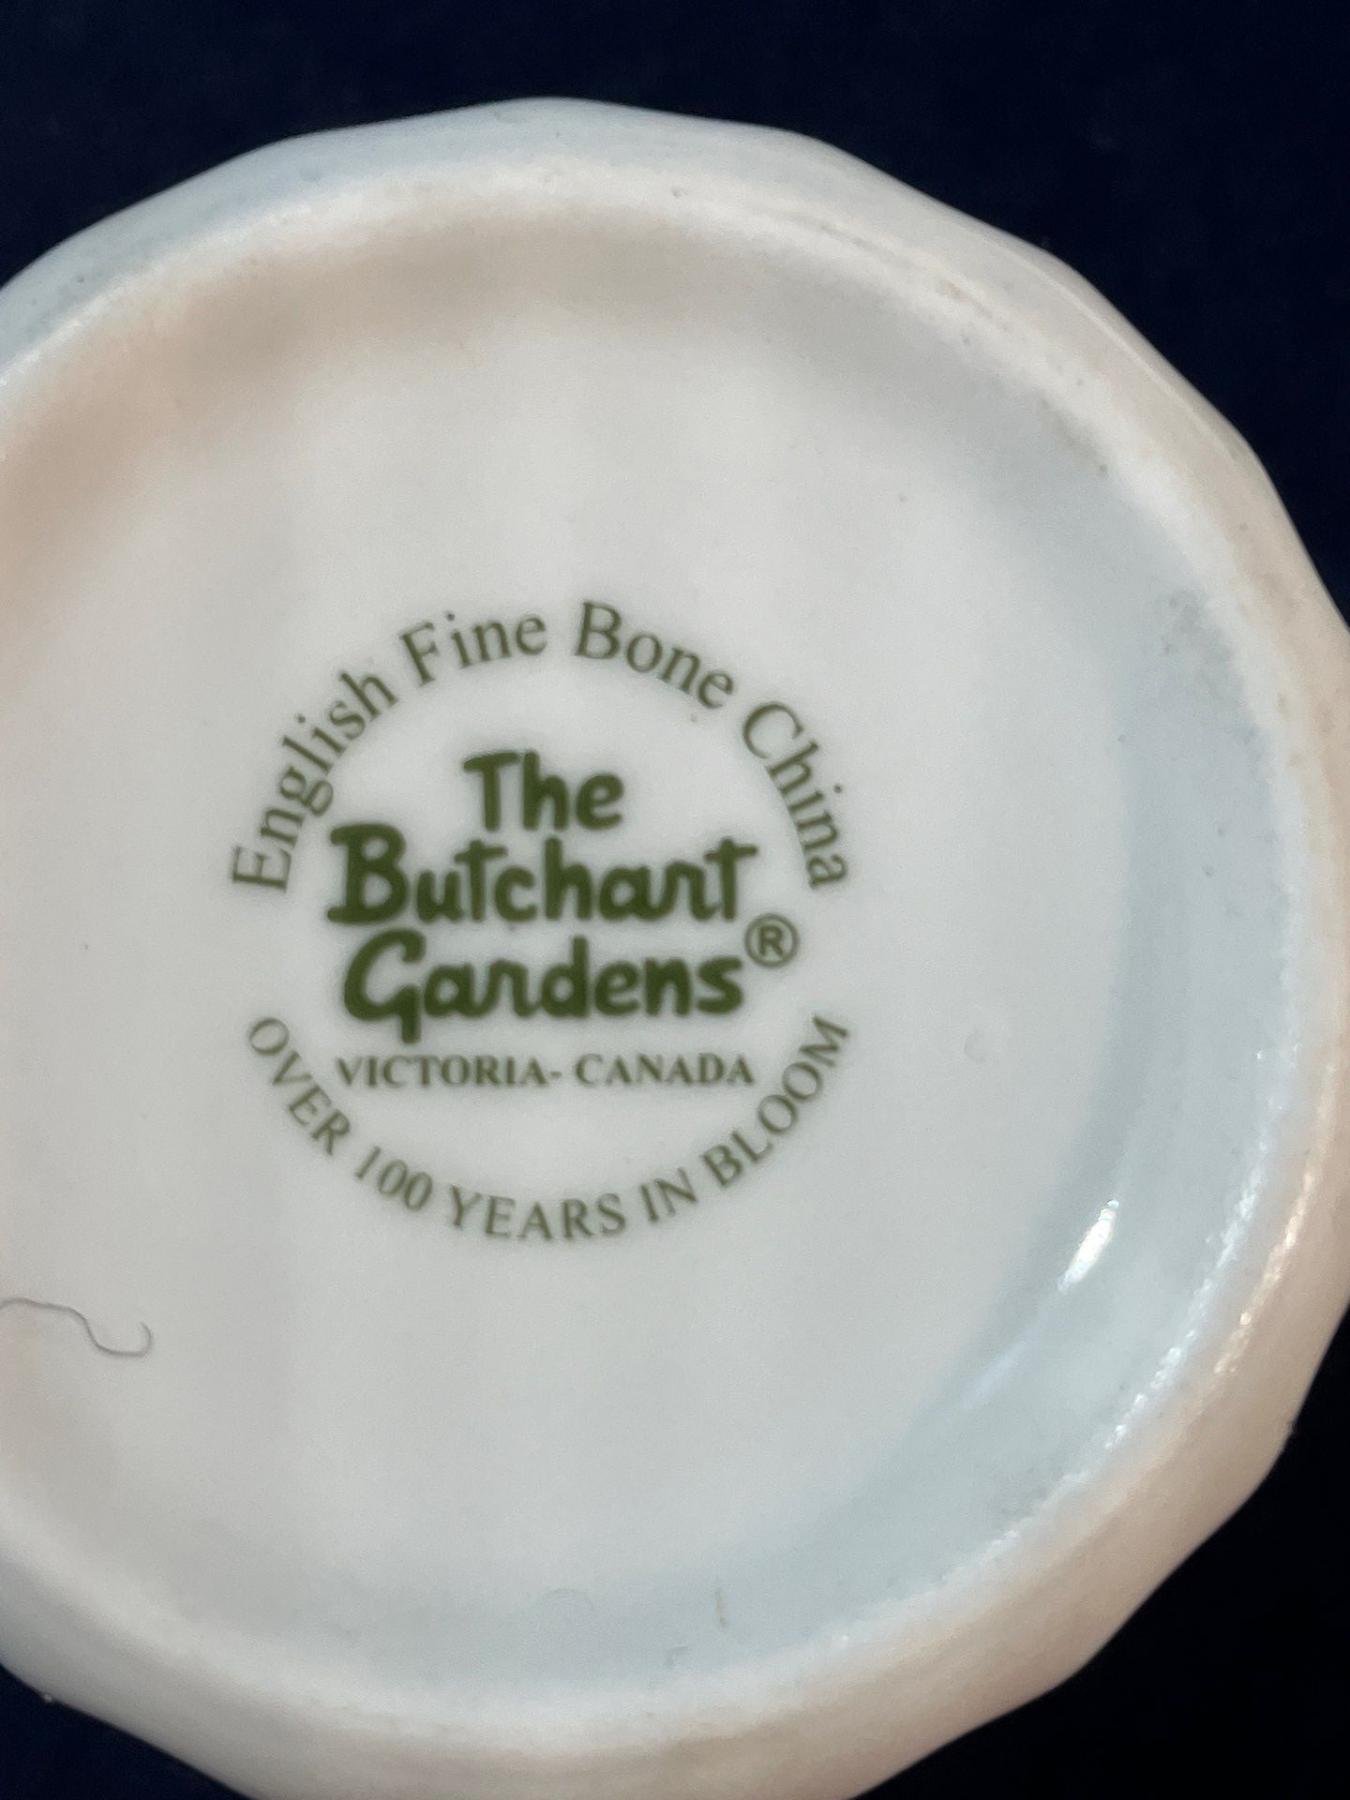 English Fine Bone China
The
Butchart
Gardens®
VICTORIA- CANADA
OVER 100 YEARS IN BLOOM